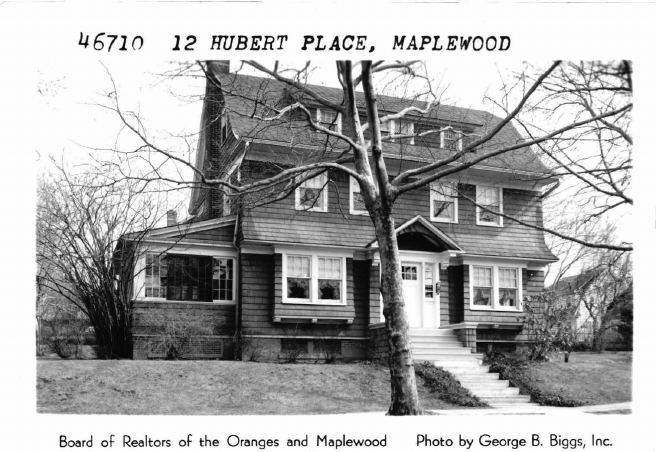 46710 12 HUBERT PLACE, MAPLEWOOD
Board of Realtors of the Oranges and Maplewood Photo by George B. Biggs, Inc.